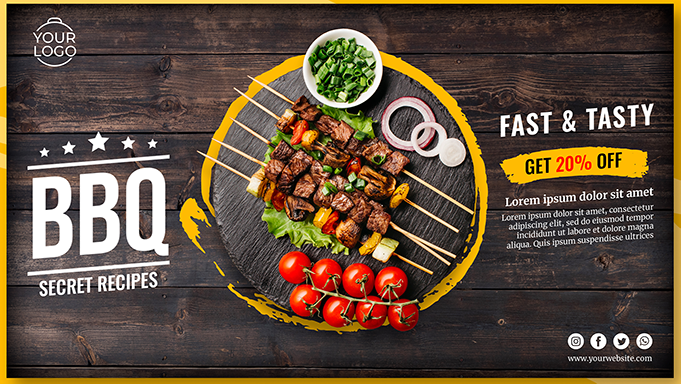 YOUR
LOGO
BBQ
SECRET RECIPES
FAST & TASTY
GET 20% OFF
Lorem ipsum dolor sit amet
Lorem ipsum dolor sit amet, consectetur
adipiscing elit, sed do eiusmod tempor
incididunt ut labore et dolore magna
aliqua. Quis ipsum suspendisse ultrices
www.yourwebsite.com